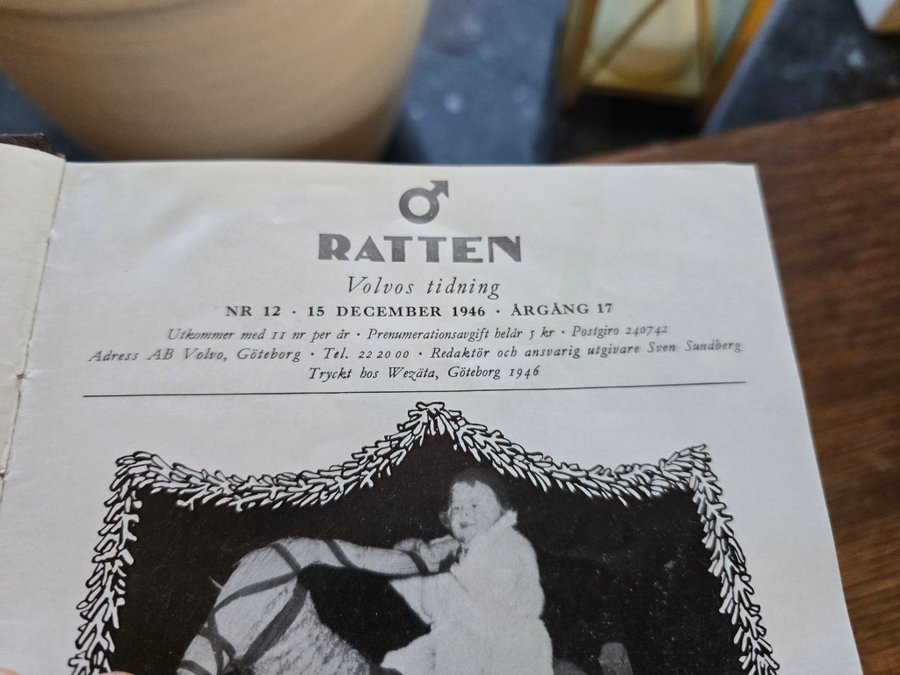 RATTEN
Volvos tidning
NR 12 · 15 DECEMBER 1946 · ÅRGÅNG 17
Utkommer med 11 nr per år · Prenumerationsavgift helår 5 kr · Postgiro 240742
Adress AB Volvo, Göteborg · Tel. 22 20 00 · Redaktör och ansvarig utgivare Sven Sundberg
Tryckt hos Wezäta, Göteborg 1946